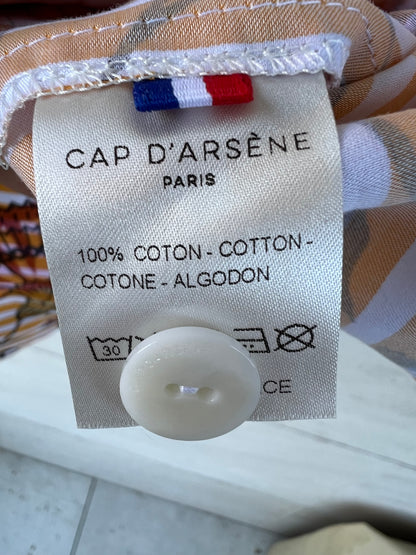 CAP D'ARSÈNE
PARIS
100% COTON - COTTON -
COTONE - ALGODON
30
CE